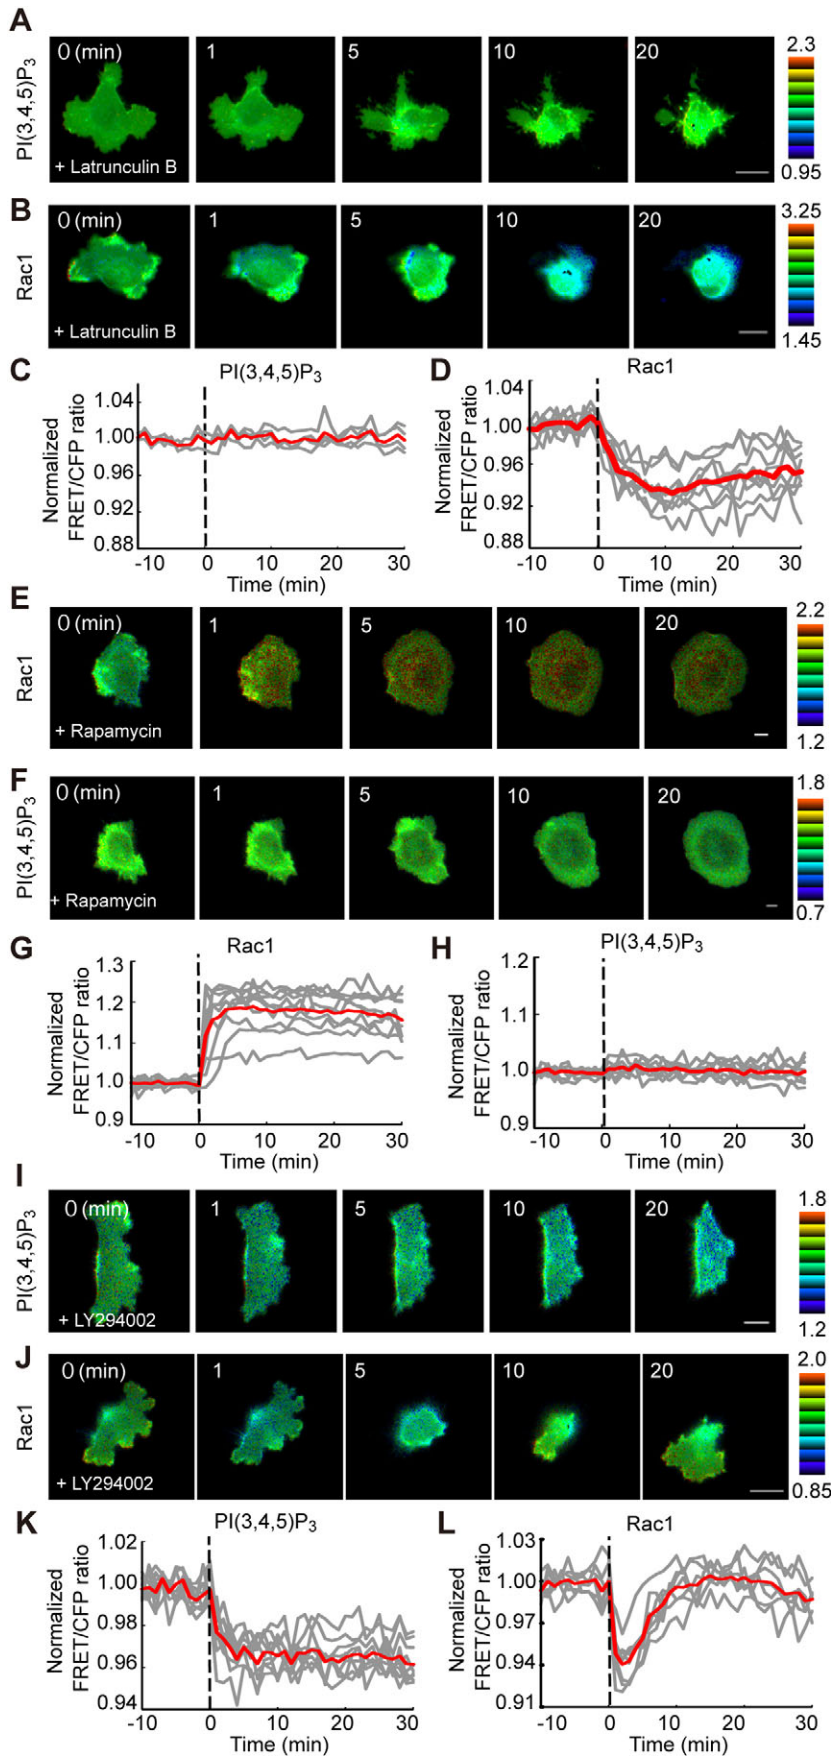 A
PI(3,4,5)P3
0 (min)
1
5
10
20
+ Latrunculin B
2.3
0.95
B
Rac1
0 (min)
1
5
10
20
+ Latrunculin B
3.25
1.45
C
PI(3,4,5)P3
Normalized
FRET/CFP ratio
1.04
1.00
0.96
0.92
0.88
-10
0
10
20
30
Time (min)
D
Rac1
Normalized
FRET/CFP ratio
1.04
1.00
0.96
0.92
0.88
-10
0
10
20
30
Time (min)
E
Rac1
0 (min)
1
5
10
20
+ Rapamycin
2.2
1.2
F
PI(3,4,5)P3
0 (min)
1
5
10
20
+ Rapamycin
1.8
0.7
G
Rac1
Normalized
FRET/CFP ratio
1.3
1.2
1.1
1.0
0.9
-10
0
10
20
30
Time (min)
H
PI(3,4,5)P3
Normalized
FRET/CFP ratio
1.2
1.1
1.0
0.9
-10
0
10
20
30
Time (min)
I
PI(3,4,5)P3
0 (min)
1
5
10
20
+ LY294002
1.8
1.2
J
Rac1
0 (min)
1
5
10
20
+ LY294002
2.0
0.85
K
PI(3,4,5)P3
Normalized
FRET/CFP ratio
1.02
1.00
0.98
0.96
0.94
-10
0
10
20
30
Time (min)
L
Rac1
Normalized
FRET/CFP ratio
1.03
1.00
0.97
0.94
0.91
-10
0
10
20
30
Time (min)